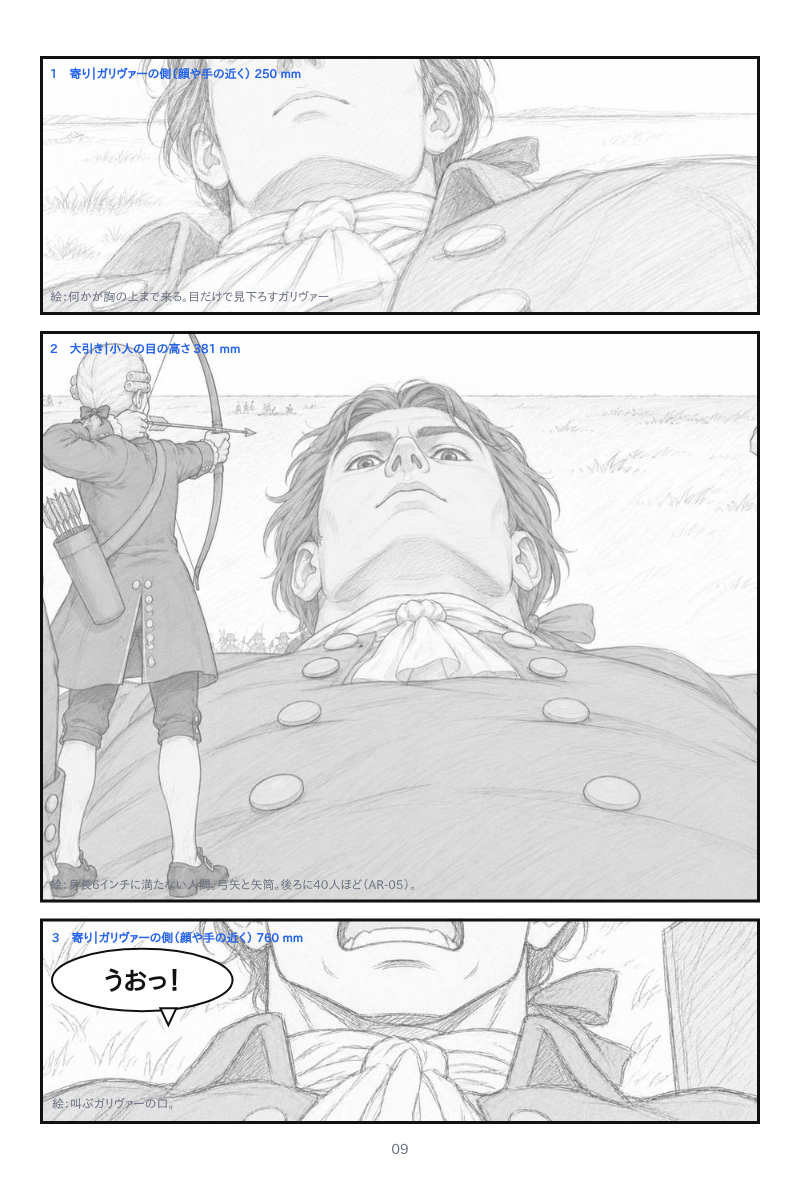 1 寄り|ガリヴァーの側(顔や手の近く) 250 mm
絵:何かが胸の上まで来る。目だけで見下ろすガリヴァー。
2 大引き|小人の目の高さ 381 mm
絵:身長6インチに満たない人間。弓矢と矢筒。後ろに40人ほど(AR-05)。
3 寄り|ガリヴァーの側(顔や手の近く) 760 mm
うおっ!
絵:叫ぶガリヴァーの口。
09